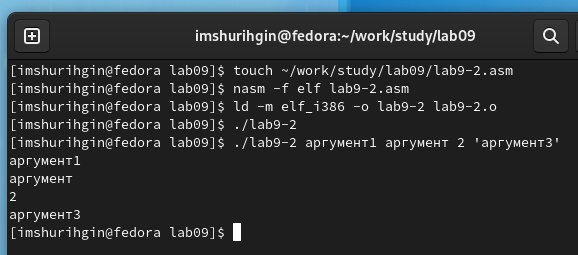 imshurihgin@fedora:~/work/study/lab09
[imshurihgin@fedora lab09]$ touch ~/work/study/lab09/lab9-2.asm
[imshurihgin@fedora lab09]$ nasm -f elf lab9-2.asm
[imshurihgin@fedora lab09]$ ld -m elf_i386 -o lab9-2 lab9-2.o
[imshurihgin@fedora lab09]$ ./lab9-2
[imshurihgin@fedora lab09]$ ./lab9-2 аргумент1 аргумент 2 'аргумент3'
аргумент1
аргумент
2
аргумент3
[imshurihgin@fedora lab09]$